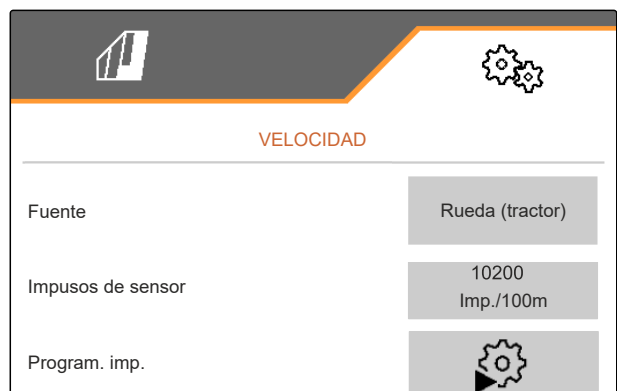 VELOCIDAD
Fuente
Rueda (tractor)
Impusos de sensor
10200
Imp./100m
Program. imp.